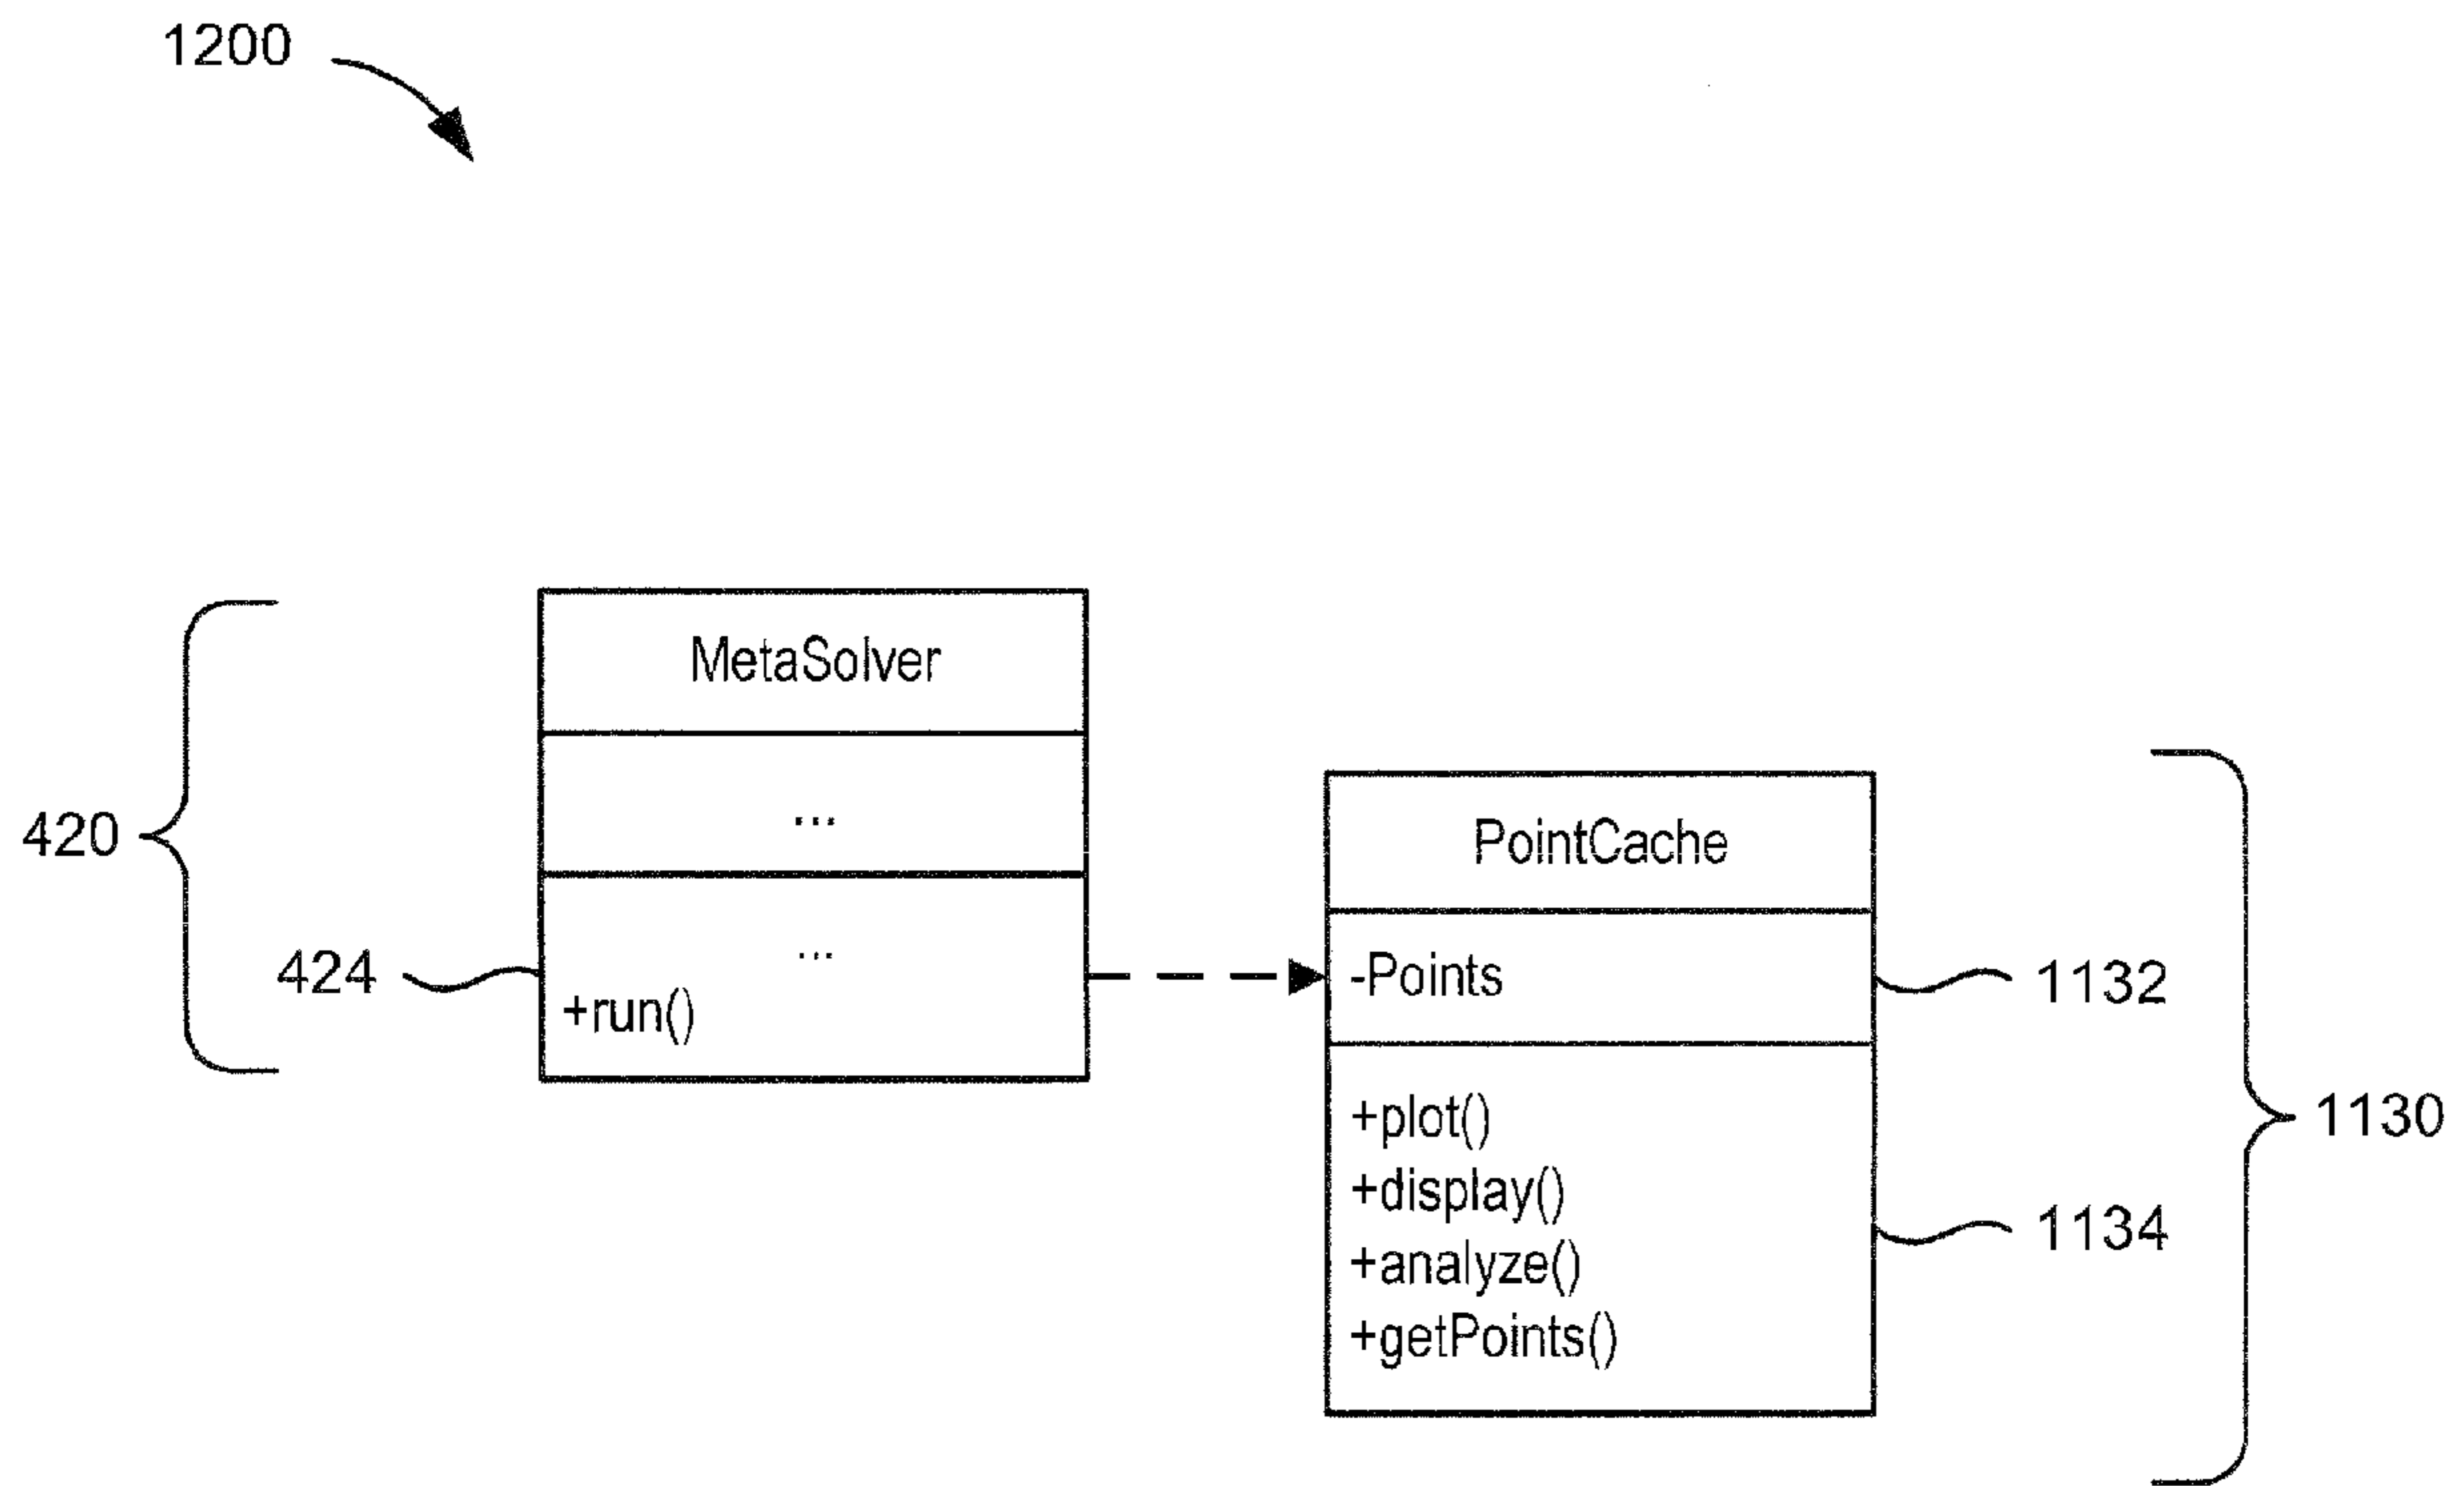 1200
MetaSolver
...
420
...
424
+run()
PointCache
-Points
1132
+plot()
+display()
+analyze()
+getPoints()
1134
1130